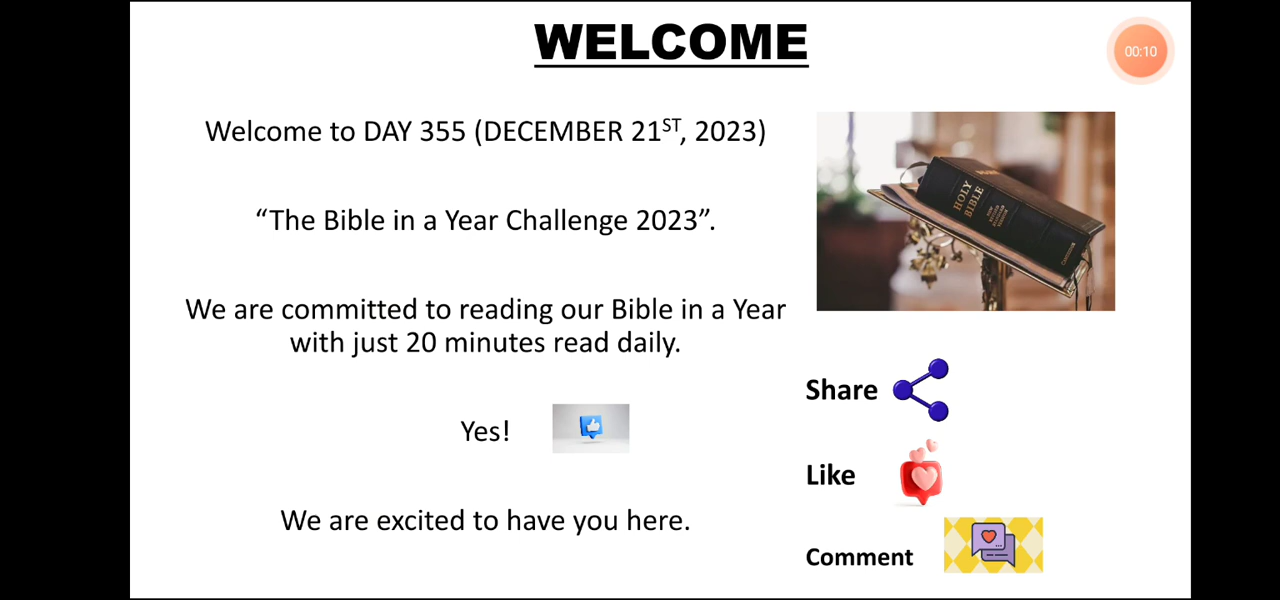 WELCOME
00:10
Welcome to DAY 355 (DECEMBER 21ST, 2023)
“The Bible in a Year Challenge 2023”.
We are committed to reading our Bible in a Year
with just 20 minutes read daily.
Yes!
We are excited to have you here.
HOLY
BIBLE
Share
Like
Comment